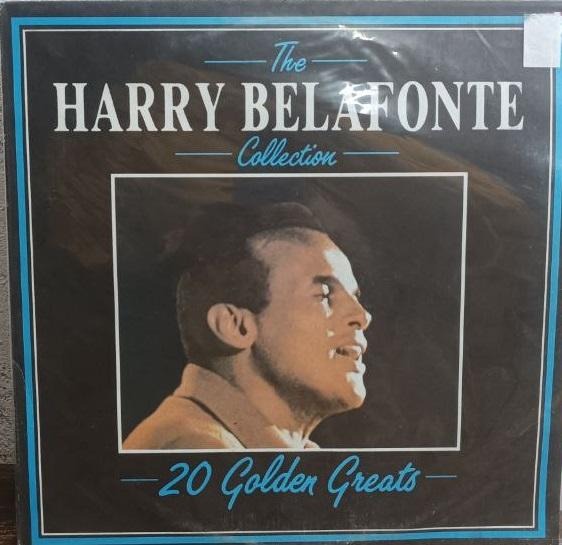 The
HARRY BELAFONTE
Collection
20 Golden Greats